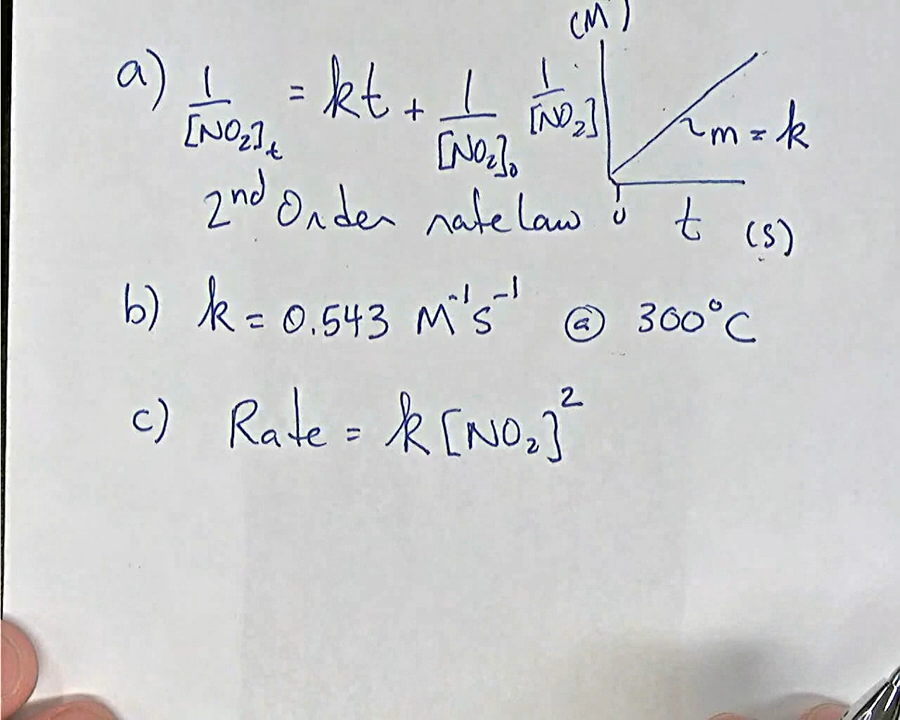 (M)
a) 1/[NO₂]ₜ = kt + 1/[NO₂]₀ 1/[NO₂] m = k
2nd Order rate law 0 t (s)
b) k = 0.543 M⁻¹s⁻¹ @ 300°C
c) Rate = k[NO₂]²